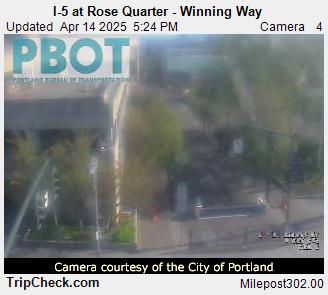 I-5 at Rose Quarter - Winning Way
Updated Apr 14 2025 5:24 PM Camera 4
PBOT
PORTLAND BUREAU OF TRANSPORTATION
Camera courtesy of the City of Portland
TripCheck.com Milepost302.00